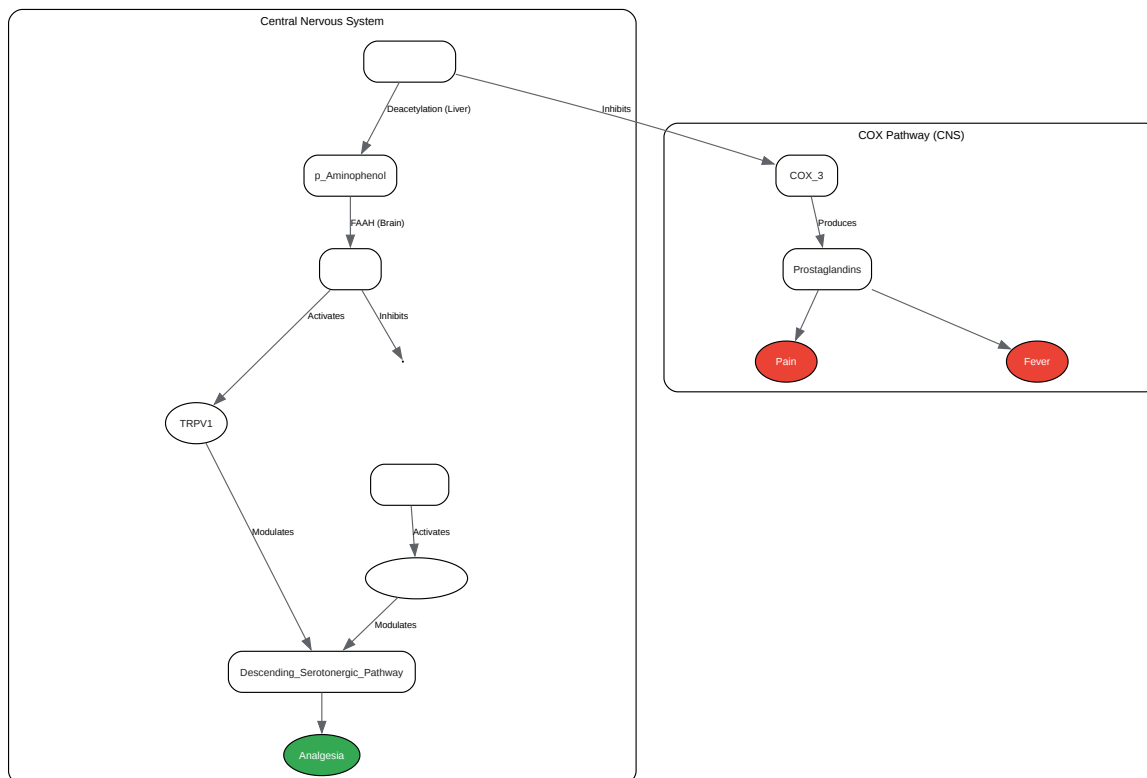 Central Nervous System
Deacetylation (Liver)
Inhibits
COX Pathway (CNS)
p_Aminophenol
COX_3
FAAH (Brain)
Produces
Prostaglandins
Activates
Inhibits
Pain
Fever
TRPV1
Modulates
Activates
Modulates
Descending_Serotonergic_Pathway
Analgesia